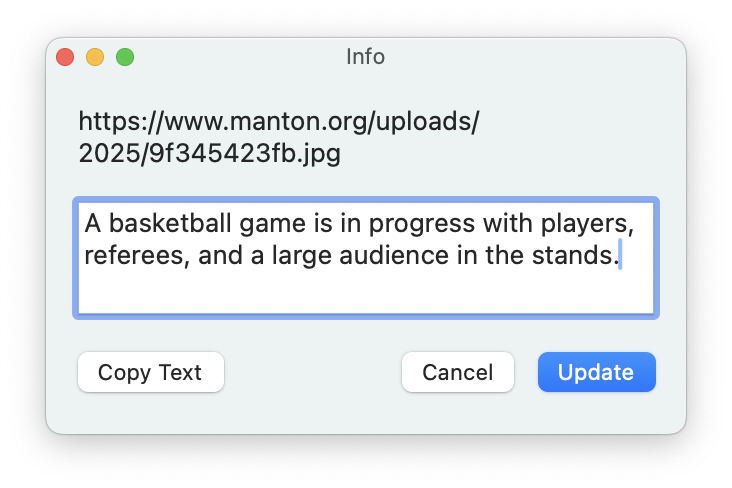 Info
https://www.manton.org/uploads/
2025/9f345423fb.jpg
A basketball game is in progress with players,
referees, and a large audience in the stands.
Copy Text
Cancel
Update